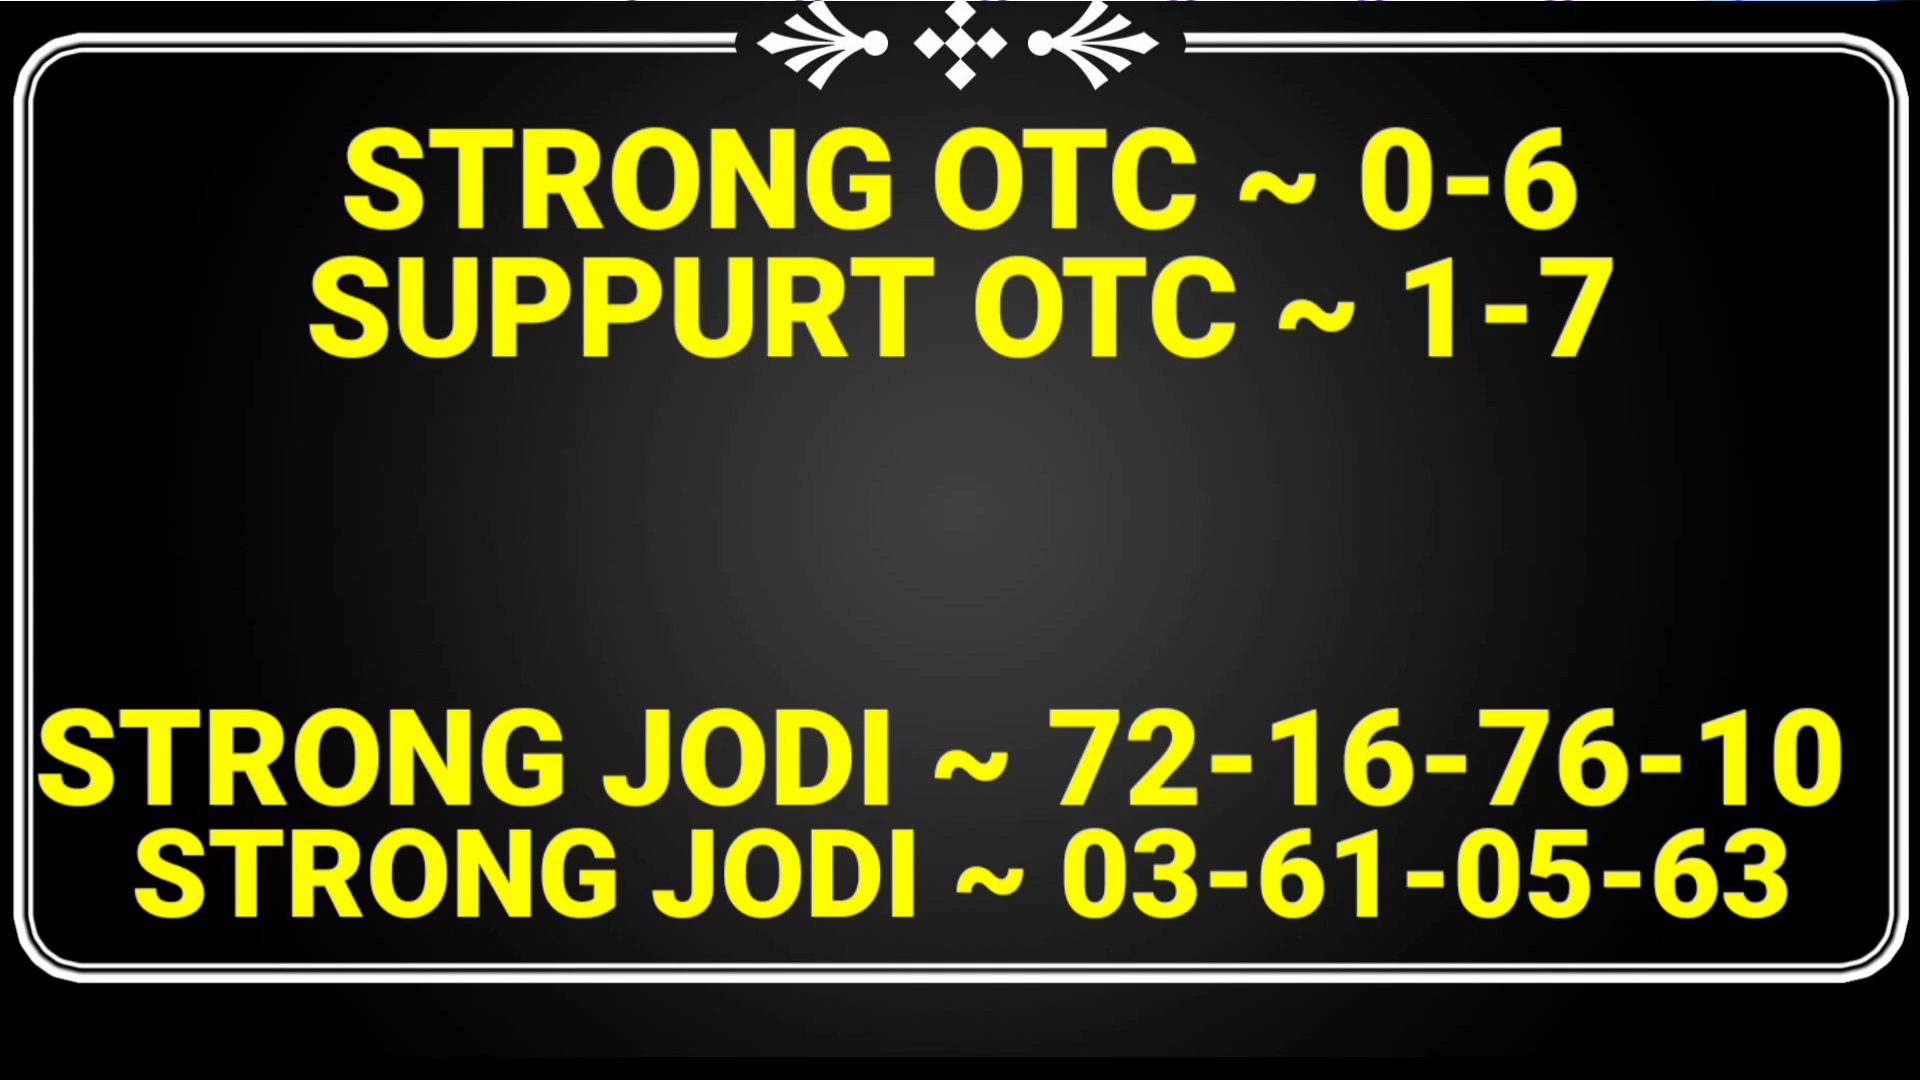 STRONG OTC ~ 0-6
SUPPURT OTC ~ 1-7
STRONG JODI ~ 72-16-76-10
STRONG JODI ~ 03-61-05-63